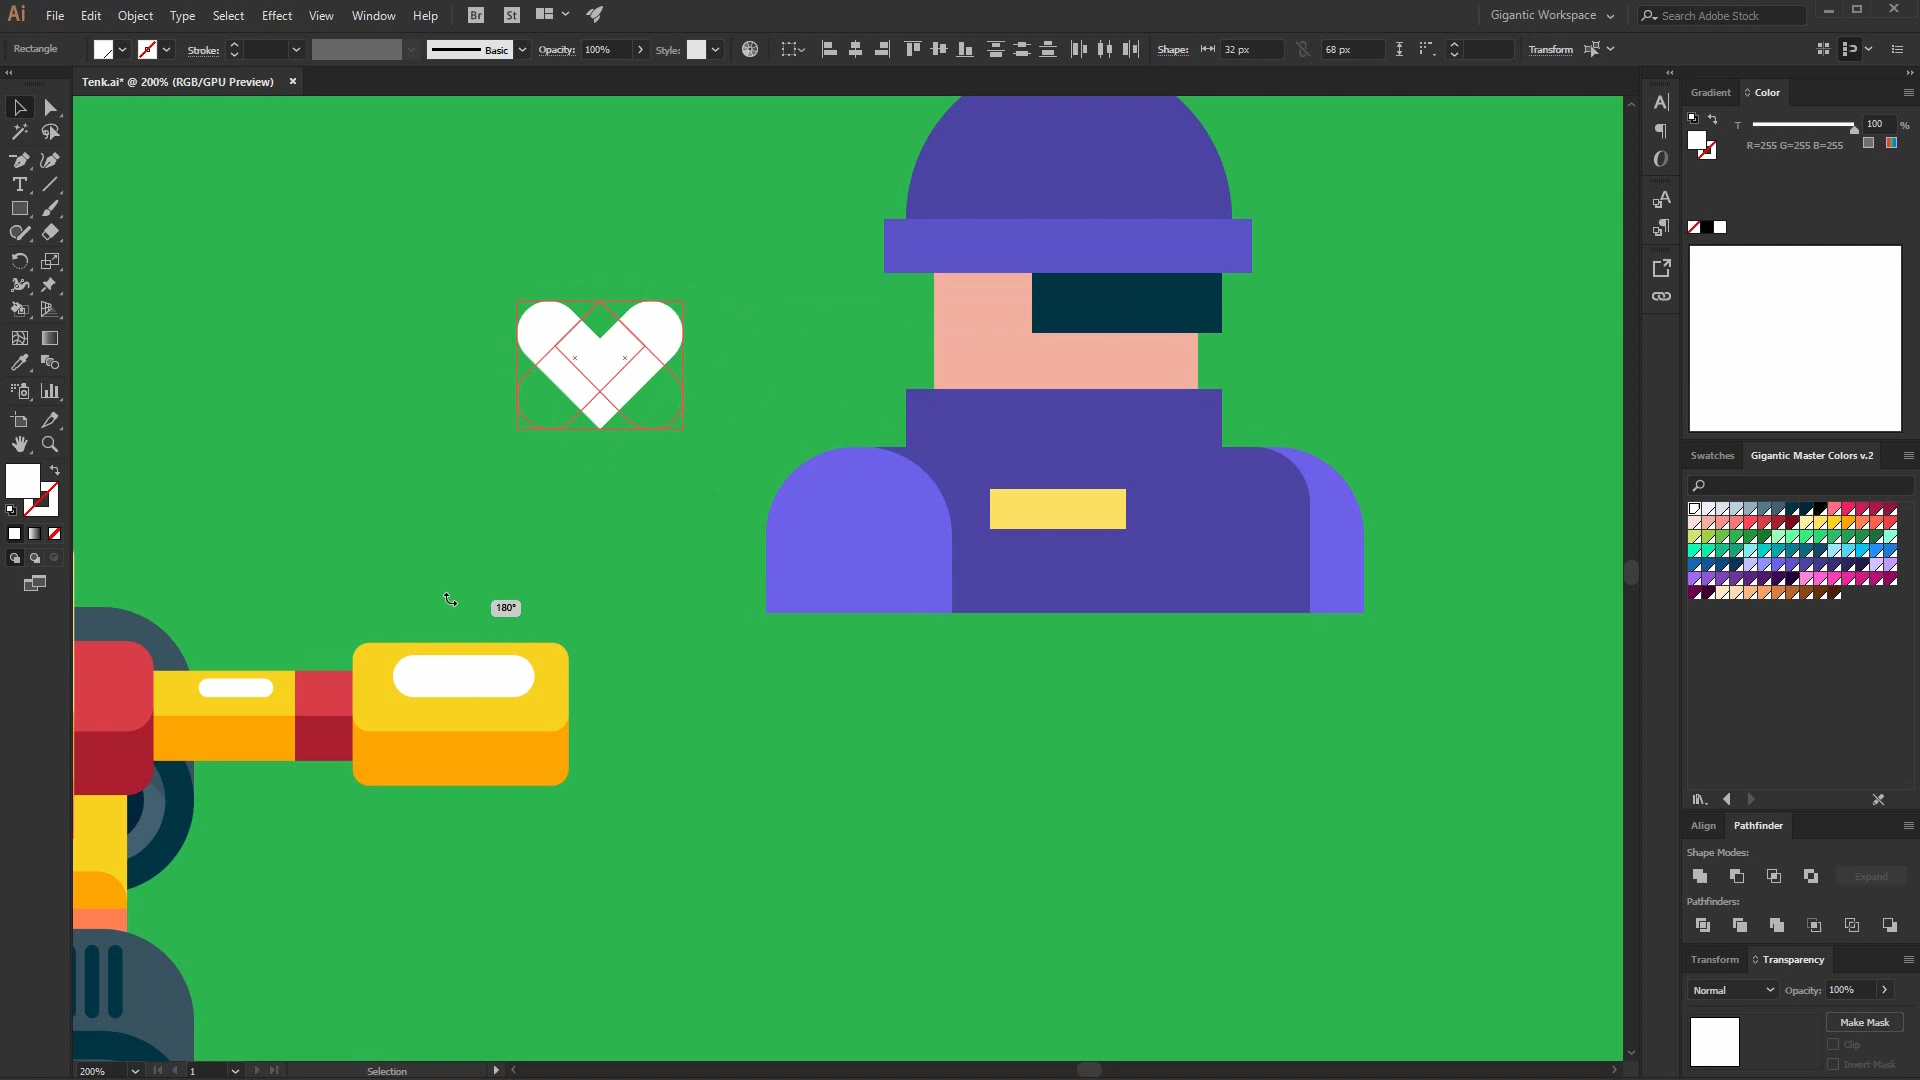 Ai File Edit Object Type Select Effect View Window Help Br St Gigantic Workspace Search Adobe Stock
Rectangle Stroke: Basic Opacity: 100% Style: Shape: 32 px 68 px Transform
Tenk.ai* @ 200% (RGB/GPU Preview)
Gradient Color
T 100 %
R=255 G=255 B=255
Swatches Gigantic Master Colors v.2
180°
Align Pathfinder
Shape Modes:
Expand
Pathfinders:
Transform Transparency
Normal Opacity: 100%
Make Mask
Clip
Invert Mask
200% 1 Selection